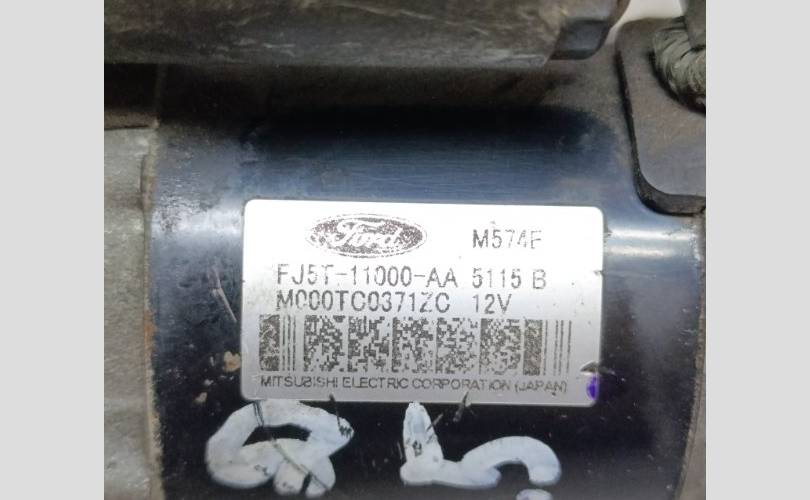 Ford M574F
FJ5T-11000-AA 5115 B
M000TC0371ZC 12V
MITSUBISHI ELECTRIC CORPORATION (JAPAN)